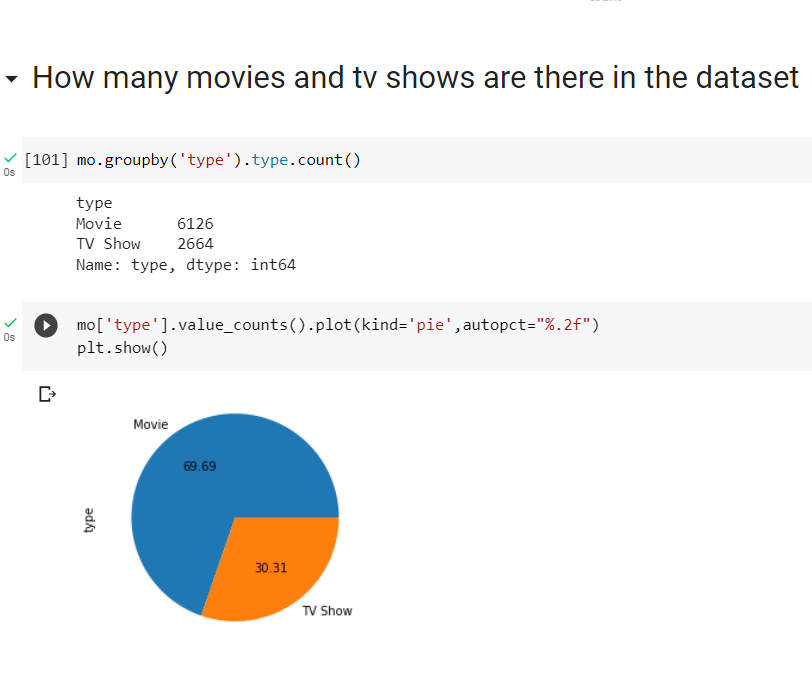 How many movies and tv shows are there in the dataset
[101] mo.groupby('type').type.count()
0s
type
Movie 6126
TV Show 2664
Name: type, dtype: int64
mo['type'].value_counts().plot(kind='pie',autopct="%.2f")
0s
plt.show()
Movie
69.69
type
30.31
TV Show